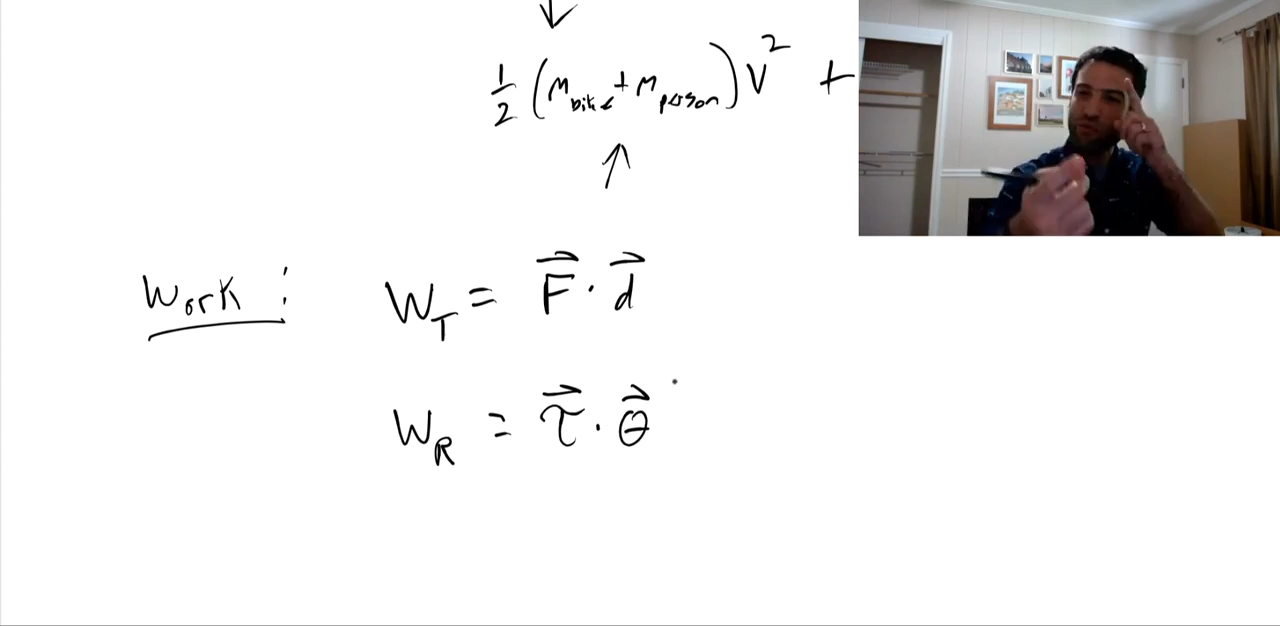 ½ (m_bike + m_person) v² +
Work : W_T = F⃗ · d⃗
W_R = τ⃗ · θ⃗